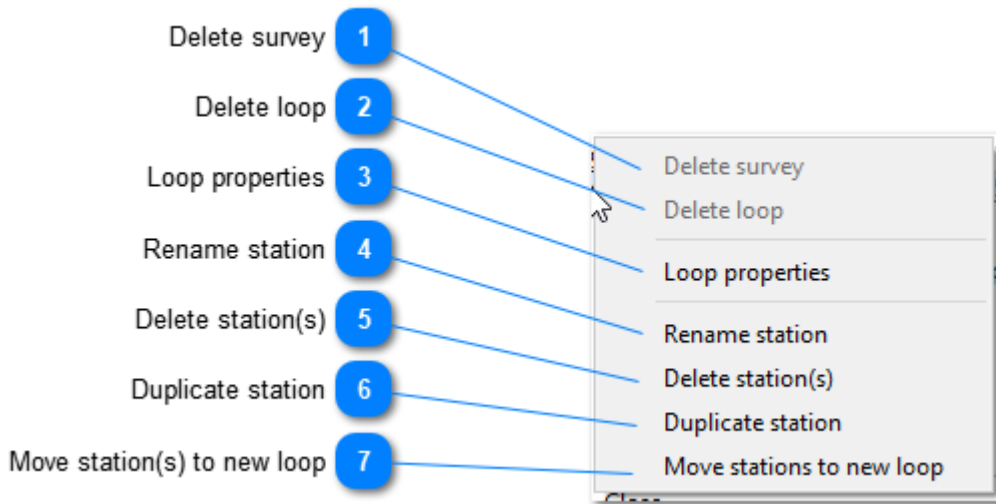 Delete survey 1
Delete loop 2
Loop properties 3
Rename station 4
Delete station(s) 5
Duplicate station 6
Move station(s) to new loop 7
Delete survey
Delete loop
Loop properties
Rename station
Delete station(s)
Duplicate station
Move stations to new loop